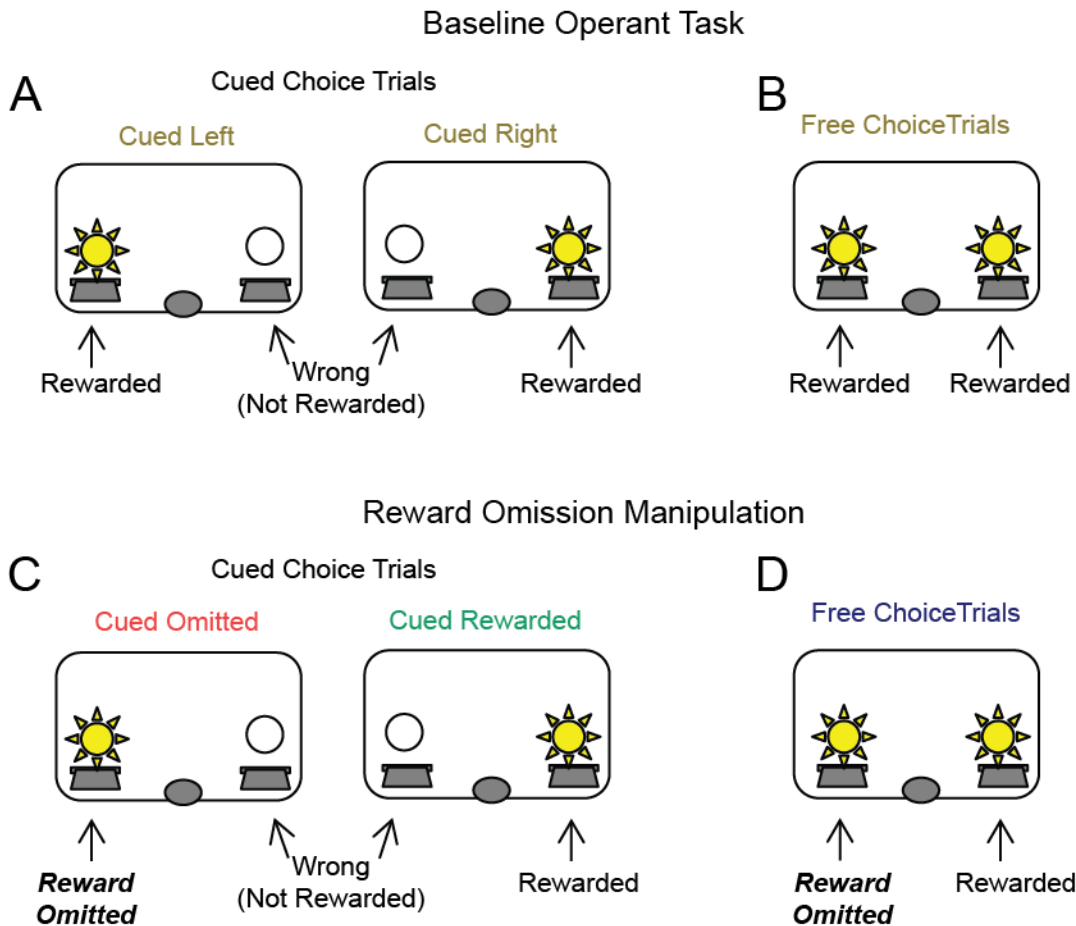 Baseline Operant Task
A
Cued Choice Trials
Cued Left
Cued Right
Rewarded
Wrong
(Not Rewarded)
Rewarded
B
Free ChoiceTrials
Rewarded
Rewarded
Reward Omission Manipulation
C
Cued Choice Trials
Cued Omitted
Cued Rewarded
Reward
Omitted
Wrong
(Not Rewarded)
Rewarded
D
Free ChoiceTrials
Reward
Omitted
Rewarded